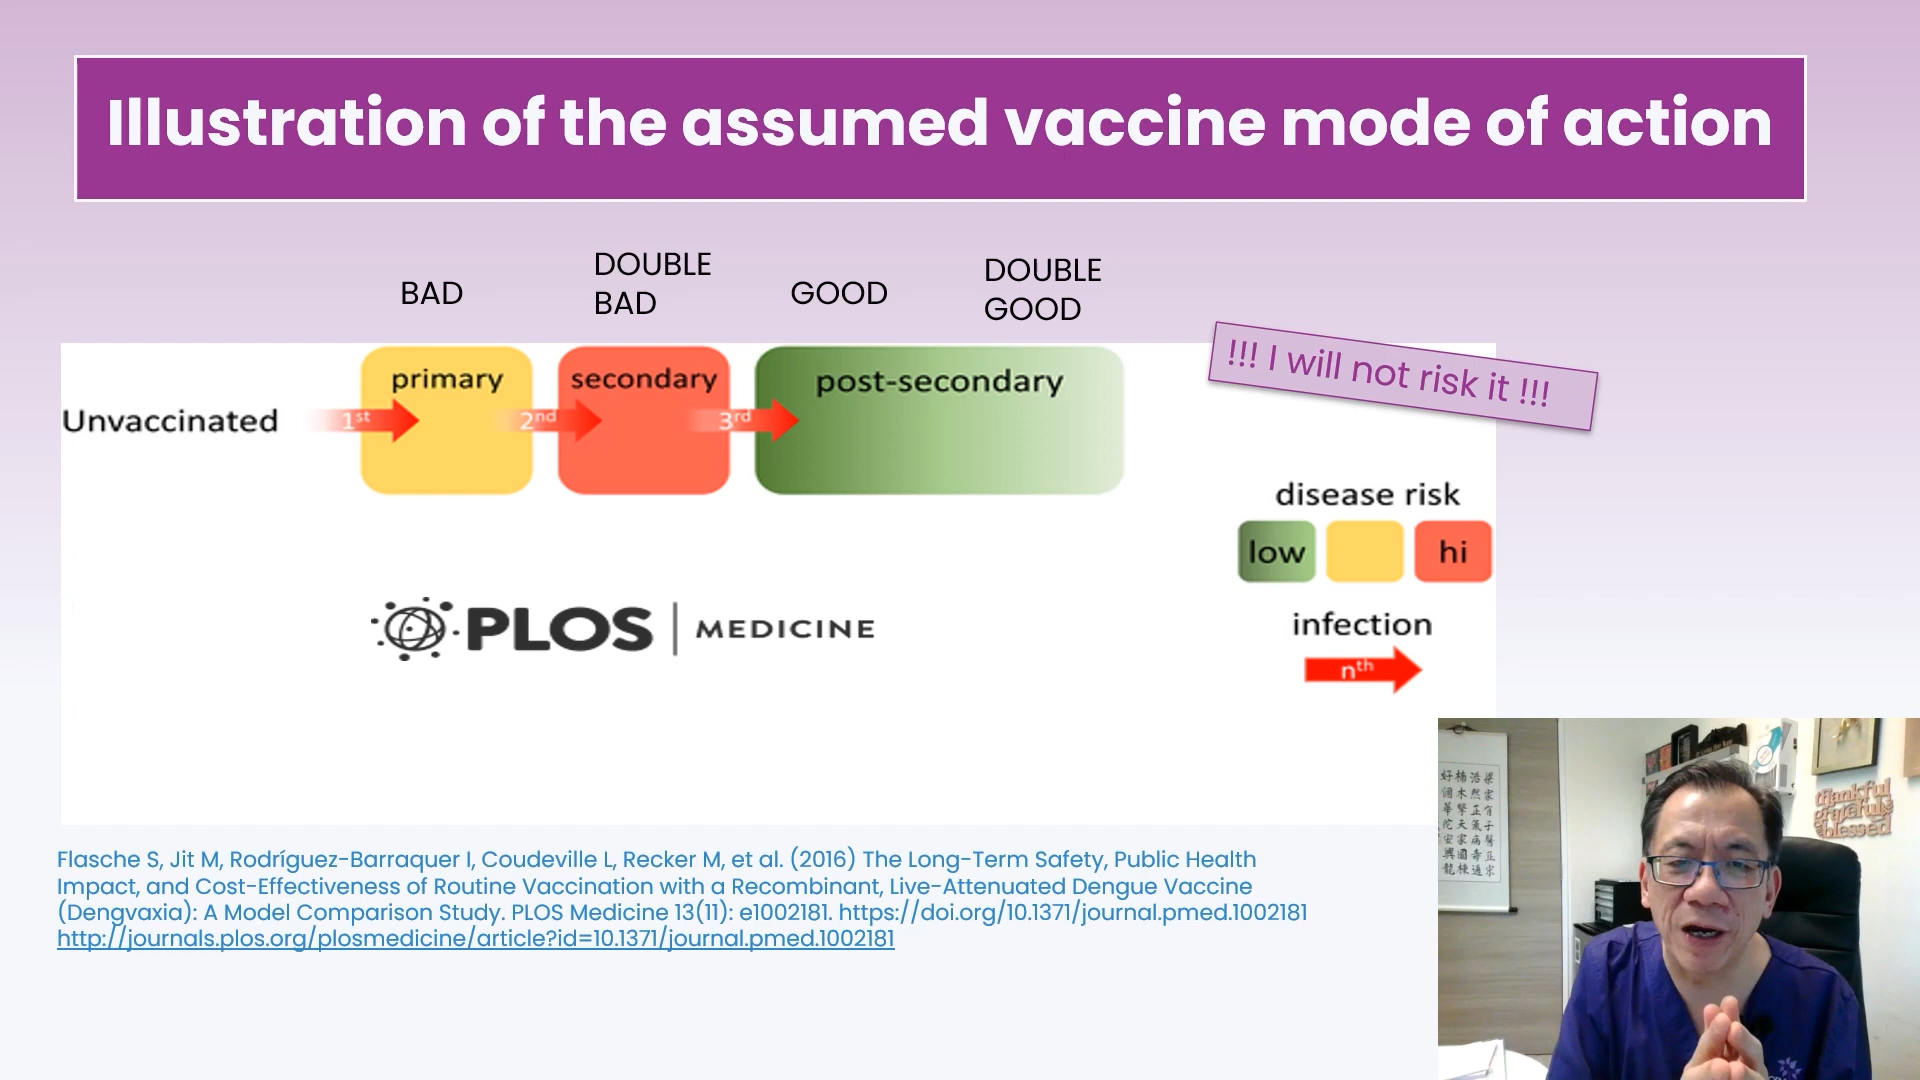 Illustration of the assumed vaccine mode of action
BAD
DOUBLE
BAD
GOOD
DOUBLE
GOOD
!!! I will not risk it !!!
Unvaccinated
1st
primary
2nd
secondary
3rd
post-secondary
disease risk
low
hi
infection
nth
PLOS
MEDICINE
Flasche S, Jit M, Rodríguez-Barraquer I, Coudeville L, Recker M, et al. (2016) The Long-Term Safety, Public Health
Impact, and Cost-Effectiveness of Routine Vaccination with a Recombinant, Live-Attenuated Dengue Vaccine
(Dengvaxia): A Model Comparison Study. PLOS Medicine 13(11): e1002181. https://doi.org/10.1371/journal.pmed.1002181
http://journals.plos.org/plosmedicine/article?id=10.1371/journal.pmed.1002181
thankful
grateful
blessed